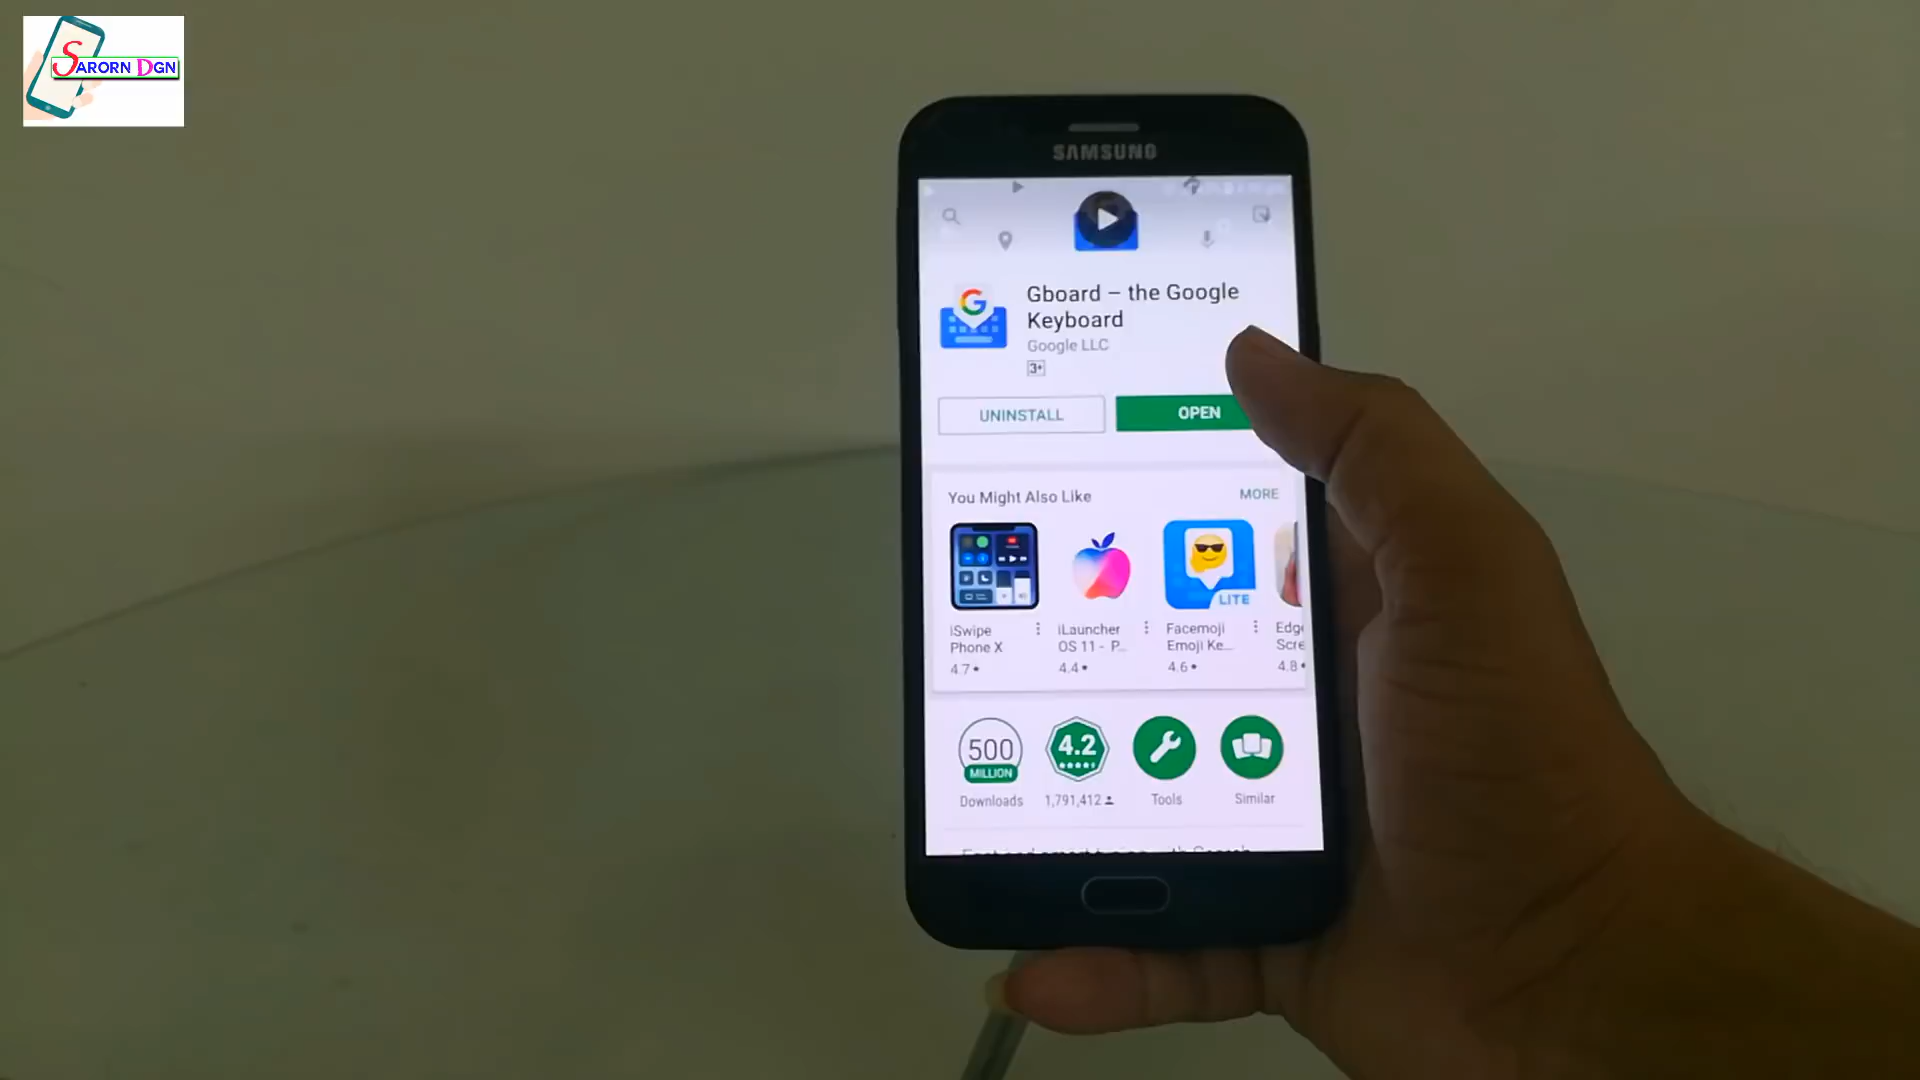 SARORN DGN
SAMSUNG
Gboard – the Google
Keyboard
Google LLC
3+
UNINSTALL
OPEN
You Might Also Like
MORE
LITE
iSwipe
Phone X
4.7
iLauncher
OS 11 - P...
4.4
Facemoji
Emoji Ke...
4.6
Edg
Scre
4.8
500
MILLION
Downloads
4.2
1,791,412
Tools
Similar